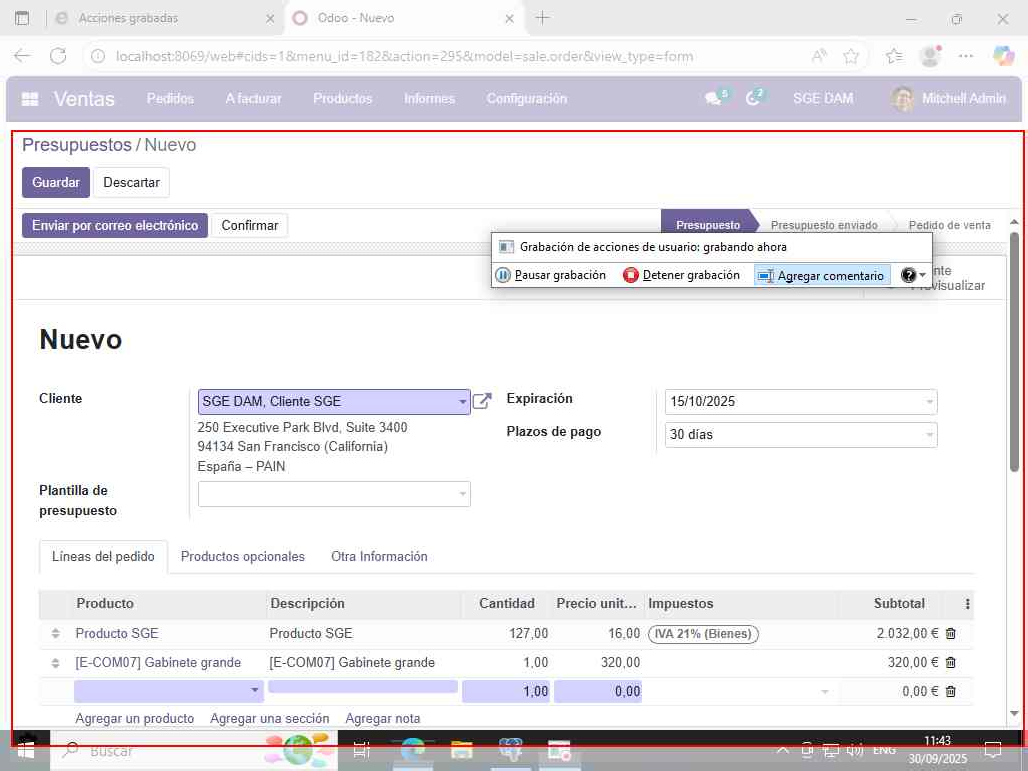 Acciones grabadas
Odoo - Nuevo
localhost:8069/web#cids=1&menu_id=182&action=295&model=sale.order&view_type=form
Ventas Pedidos A facturar Productos Informes Configuración 5 2 SGE DAM Mitchell Admin
Presupuestos / Nuevo
Guardar Descartar
Enviar por correo electrónico Confirmar Presupuesto Presupuesto enviado Pedido de venta
Grabación de acciones de usuario: grabando ahora
Pausar grabación Detener grabación Agregar comentario
Nuevo
Cliente SGE DAM, Cliente SGE
250 Executive Park Blvd, Suite 3400
94134 San Francisco (California)
España – PAIN
Expiración 15/10/2025
Plazos de pago 30 días
Plantilla de
presupuesto
Líneas del pedido Productos opcionales Otra Información
Producto Descripción Cantidad Precio unit... Impuestos Subtotal
Producto SGE Producto SGE 127,00 16,00 IVA 21% (Bienes) 2.032,00 €
[E-COM07] Gabinete grande [E-COM07] Gabinete grande 1,00 320,00 320,00 €
1,00 0,00 0,00 €
Agregar un producto Agregar una sección Agregar nota
Buscar ENG 11:43
30/09/2025